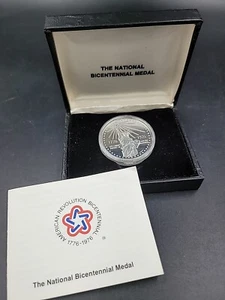 THE NATIONAL
BICENTENNIAL MEDAL
AMERICAN REVOLUTION BICENTENNIAL
1776-1976
The National Bicentennial Medal